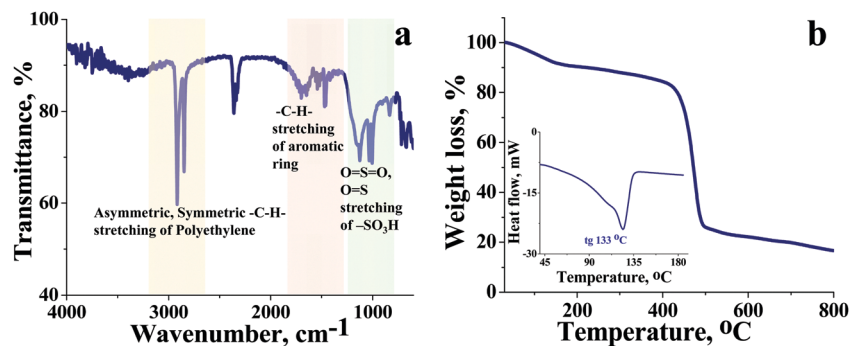 a
100
80
60
40
Transmittance, %
-C-H-
stretching
of aromatic
ring
O=S=O,
O=S
stretching
of –SO3H
Asymmetric, Symmetric -C-H-
stretching of Polyethylene
4000 3000 2000 1000
Wavenumber, cm-1
b
100
80
60
40
20
0
Weight loss, %
0
-15
-30
Heat flow, mW
tg 133 ºC
45 90 135 180
Temperature, ºC
200 400 600 800
Temperature, ºC